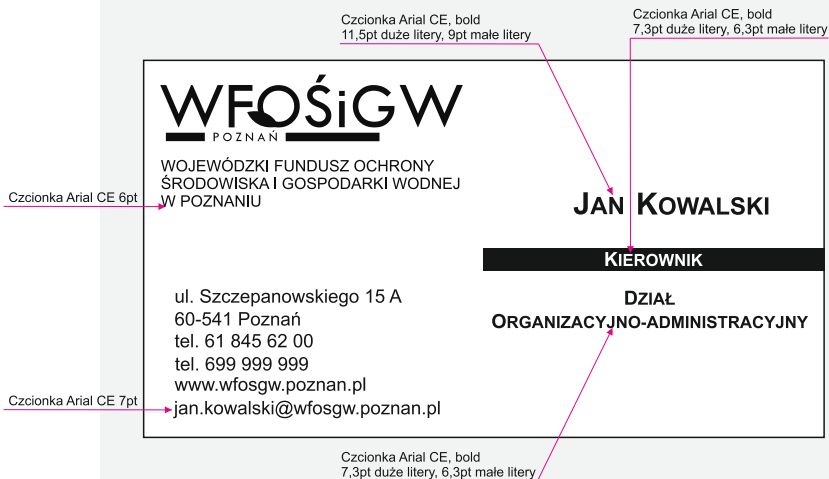 Czcionka Arial CE, bold
11,5pt duże litery, 9pt małe litery
Czcionka Arial CE, bold
7,3pt duże litery, 6,3pt małe litery
WFOŚiGW
POZNAŃ
WOJEWÓDZKI FUNDUSZ OCHRONY
ŚRODOWISKA I GOSPODARKI WODNEJ
W POZNANIU
Czcionka Arial CE 6pt
JAN KOWALSKI
KIEROWNIK
DZIAŁ
ORGANIZACYJNO-ADMINISTRACYJNY
ul. Szczepanowskiego 15 A
60-541 Poznań
tel. 61 845 62 00
tel. 699 999 999
www.wfosgw.poznan.pl
jan.kowalski@wfosgw.poznan.pl
Czcionka Arial CE 7pt
Czcionka Arial CE, bold
7,3pt duże litery, 6,3pt małe litery